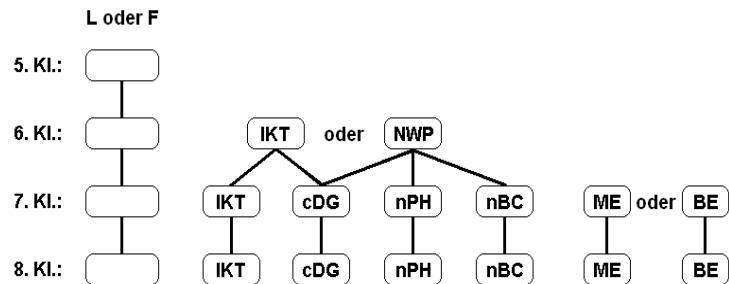 L oder F
5. Kl.:
6. Kl.: IKT oder NWP
7. Kl.: IKT cDG nPH nBC ME oder BE
8. Kl.: IKT cDG nPH nBC ME BE